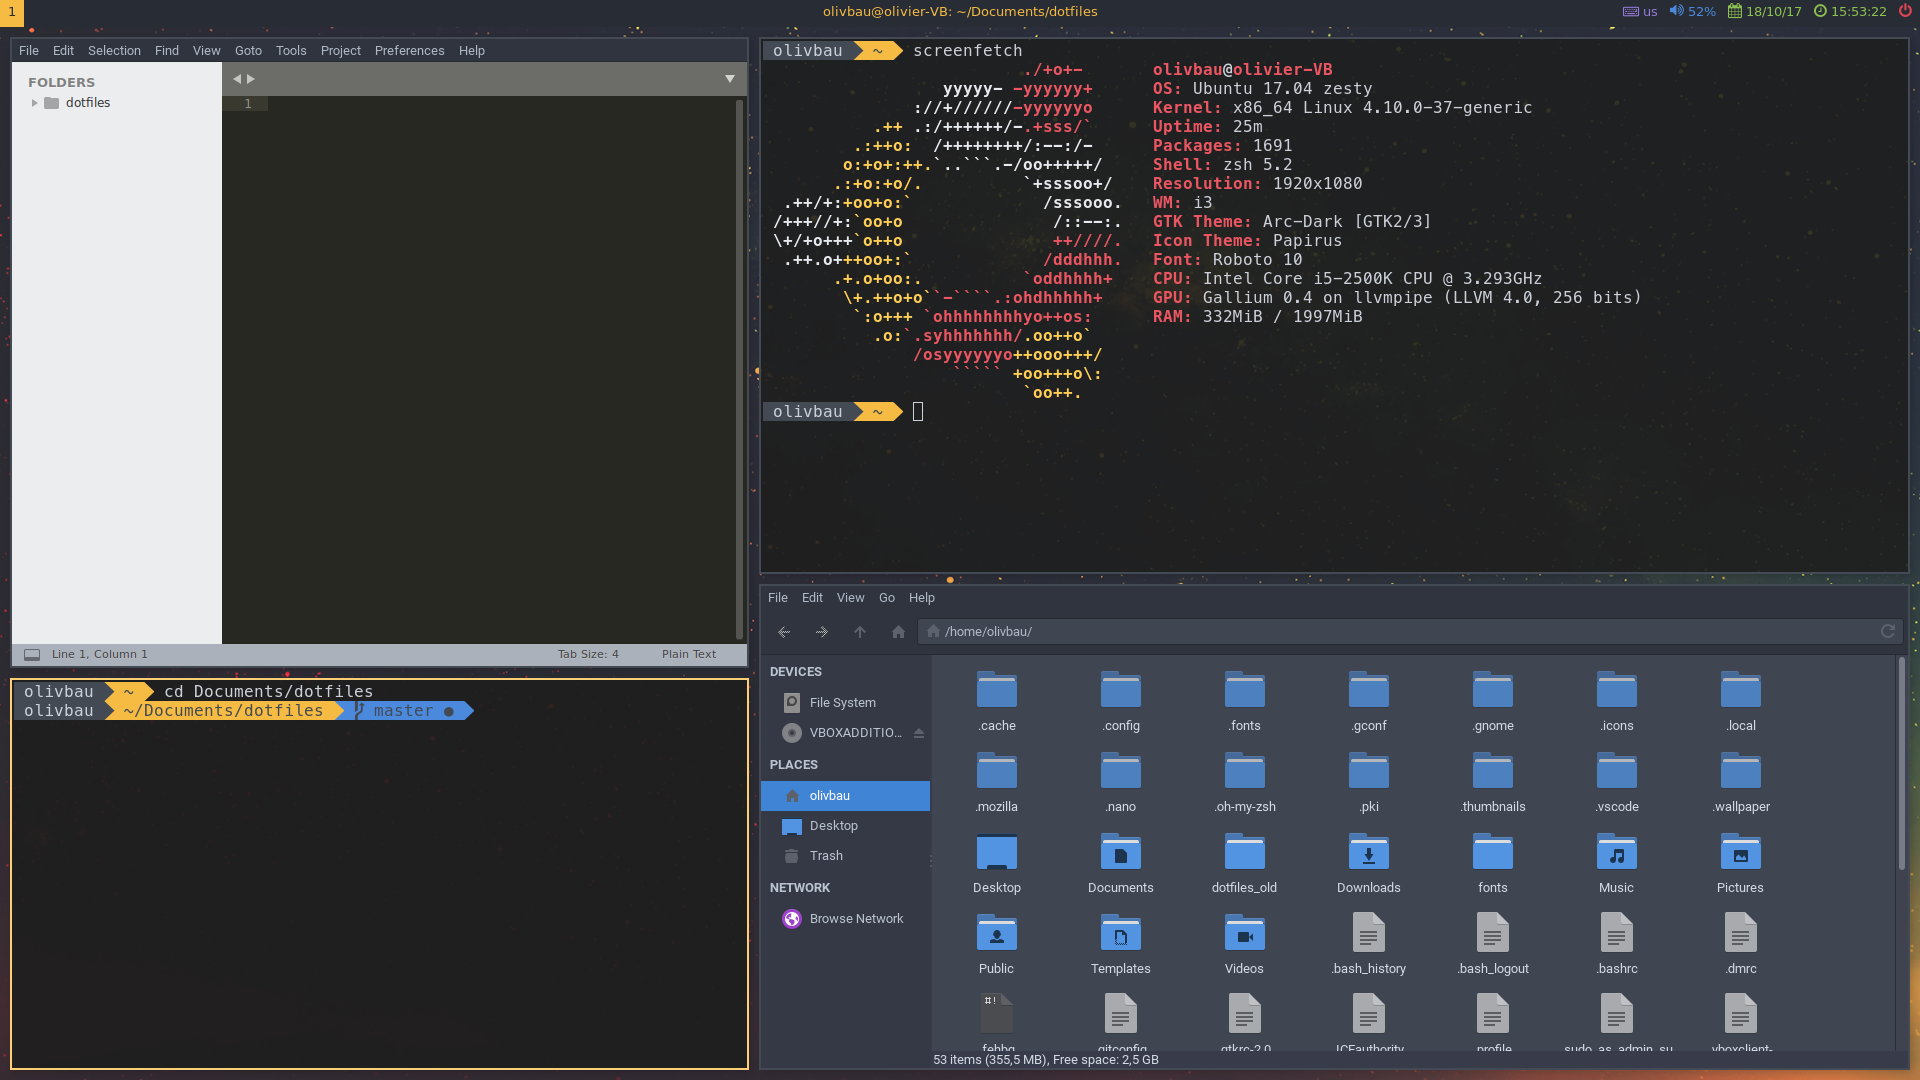 1
olivbau@olivier-VB: ~/Documents/dotfiles
us 52% 18/10/17 15:53:22
File Edit Selection Find View Goto Tools Project Preferences Help
FOLDERS
dotfiles
1
Line 1, Column 1 Tab Size: 4 Plain Text
olivbau ~ cd Documents/dotfiles
olivbau ~/Documents/dotfiles master ●
olivbau ~ screenfetch
./+o+-
yyyyy- -yyyyyy+
://+//////-yyyyyyo
.++ .:/++++++/-.+sss/`
.:++o: /++++++++/:--:/-
o:+o+:++.`..```.-/oo+++++/
.:+o:+o/. `+sssoo+/
.++/+:+oo+o:` /sssooo.
/+++//+:`oo+o /::--:.
\+/+o+++`o++o ++////.
.++.o+++oo+:` /dddhhh.
.+.o+oo:. `oddhhhh+
\+.++o+o``-````.:ohdhhhhh+
`:o+++ `ohhhhhhhhyo++os:
.o:`.syhhhhhhh/.oo++o`
/osyyyyyyo++ooo+++/
````` +oo+++o\:
`oo++.
olivbau@olivier-VB
OS: Ubuntu 17.04 zesty
Kernel: x86_64 Linux 4.10.0-37-generic
Uptime: 25m
Packages: 1691
Shell: zsh 5.2
Resolution: 1920x1080
WM: i3
GTK Theme: Arc-Dark [GTK2/3]
Icon Theme: Papirus
Font: Roboto 10
CPU: Intel Core i5-2500K CPU @ 3.293GHz
GPU: Gallium 0.4 on llvmpipe (LLVM 4.0, 256 bits)
RAM: 332MiB / 1997MiB
olivbau ~
File Edit View Go Help
/home/olivbau/
DEVICES
File System
VBOXADDITIO...
PLACES
olivbau
Desktop
Trash
NETWORK
Browse Network
.cache .config .fonts .gconf .gnome .icons .local
.mozilla .nano .oh-my-zsh .pki .thumbnails .vscode .wallpaper
Desktop Documents dotfiles_old Downloads fonts Music Pictures
Public Templates Videos .bash_history .bash_logout .bashrc .dmrc
#!
.fehbg .gitconfig .gtkrc-2.0 .ICEauthority .profile .sudo_as_admin_su .vboxclient-
53 items (355,5 MB), Free space: 2,5 GB